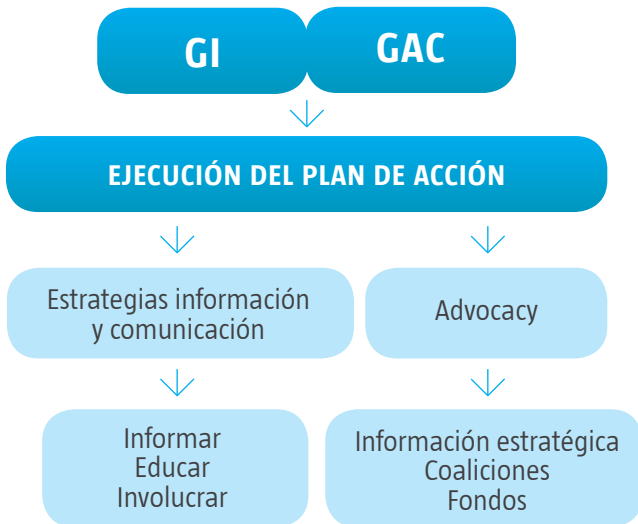 GI
GAC
EJECUCIÓN DEL PLAN DE ACCIÓN
Estrategias información
y comunicación
Advocacy
Informar
Educar
Involucrar
Información estratégica
Coaliciones
Fondos